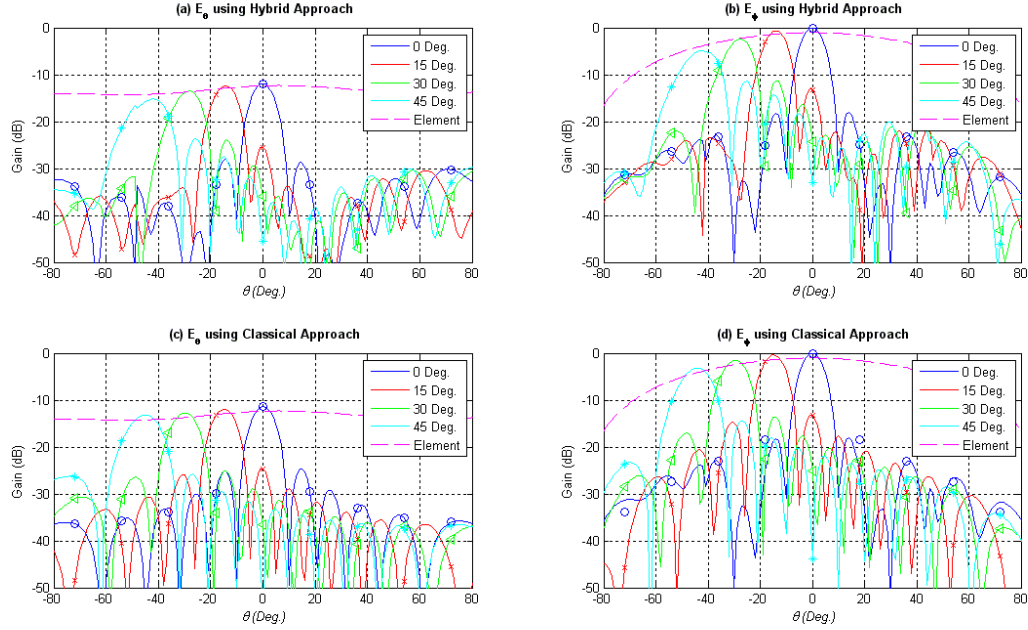 (a) E_θ using Hybrid Approach
0
-10
-20
-30
-40
-50
Gain (dB)
-80 -60 -40 -20 0 20 40 60 80
θ (Deg.)
0 Deg.
15 Deg.
30 Deg.
45 Deg.
Element
(b) E_ϕ using Hybrid Approach
0
-10
-20
-30
-40
-50
Gain (dB)
-80 -60 -40 -20 0 20 40 60 80
θ (Deg.)
0 Deg.
15 Deg.
30 Deg.
45 Deg.
Element
(c) E_θ using Classical Approach
0
-10
-20
-30
-40
-50
Gain (dB)
-80 -60 -40 -20 0 20 40 60 80
θ (Deg.)
0 Deg.
15 Deg.
30 Deg.
45 Deg.
Element
(d) E_ϕ using Classical Approach
0
-10
-20
-30
-40
-50
Gain (dB)
-80 -60 -40 -20 0 20 40 60 80
θ (Deg.)
0 Deg.
15 Deg.
30 Deg.
45 Deg.
Element